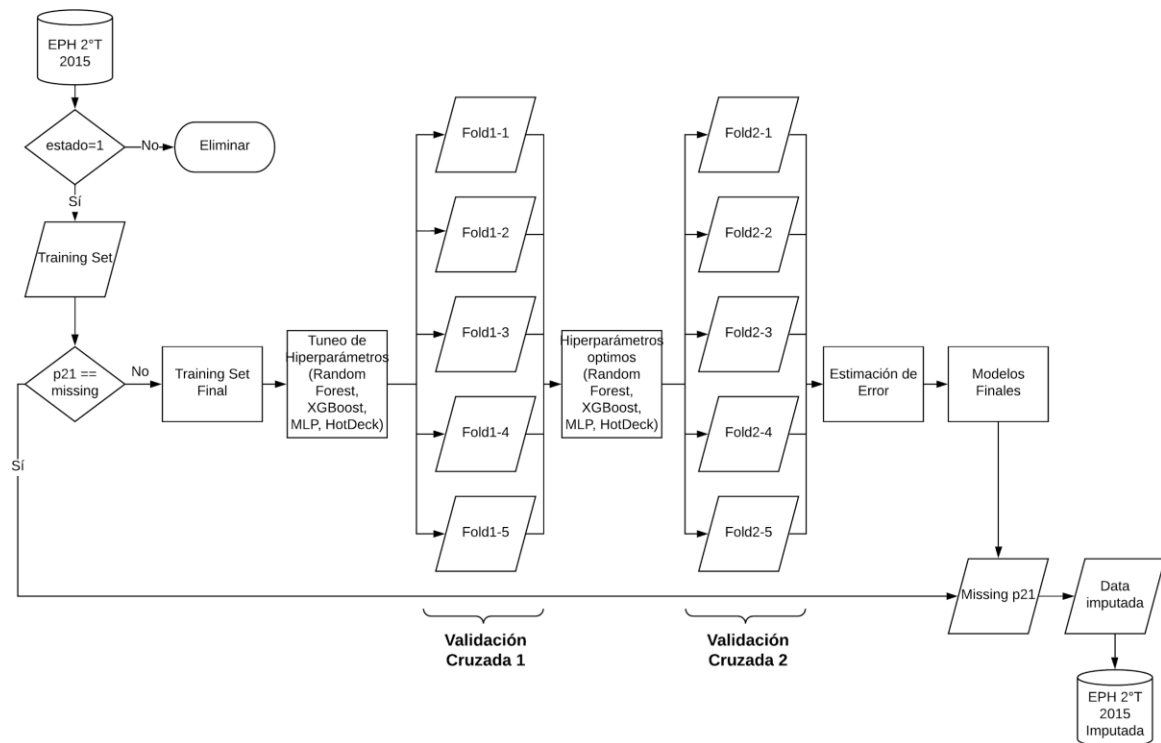 EPH 2°T
2015
estado=1
No
Eliminar
Sí
Training Set
p21 ==
missing
No
Sí
Training Set
Final
Tuneo de
Hiperparámetros
(Random
Forest,
XGBoost,
MLP, HotDeck)
Fold1-1
Fold1-2
Fold1-3
Fold1-4
Fold1-5
Validación
Cruzada 1
Hiperparámetros
optimos
(Random
Forest,
XGBoost,
MLP, HotDeck)
Fold2-1
Fold2-2
Fold2-3
Fold2-4
Fold2-5
Validación
Cruzada 2
Estimación de
Error
Modelos
Finales
Missing p21
Data
imputada
EPH 2°T
2015
Imputada